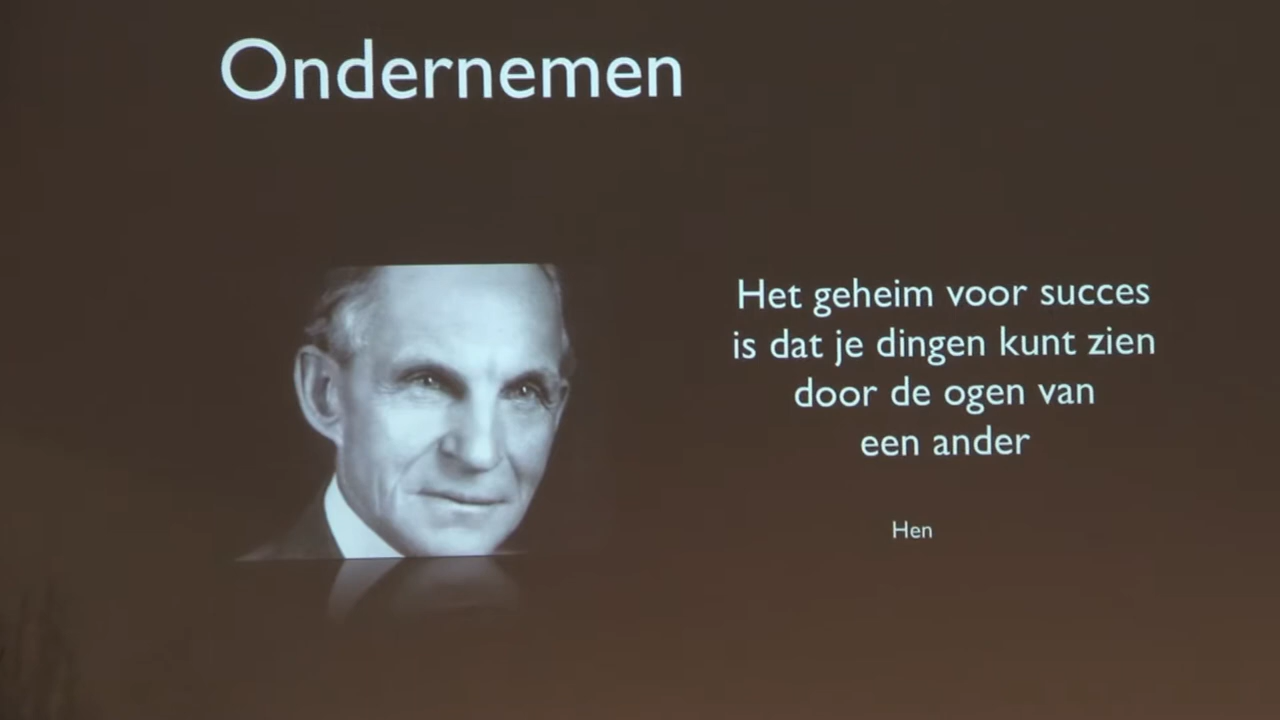 Ondernemen
Het geheim voor succes
is dat je dingen kunt zien
door de ogen van
een ander
Hen